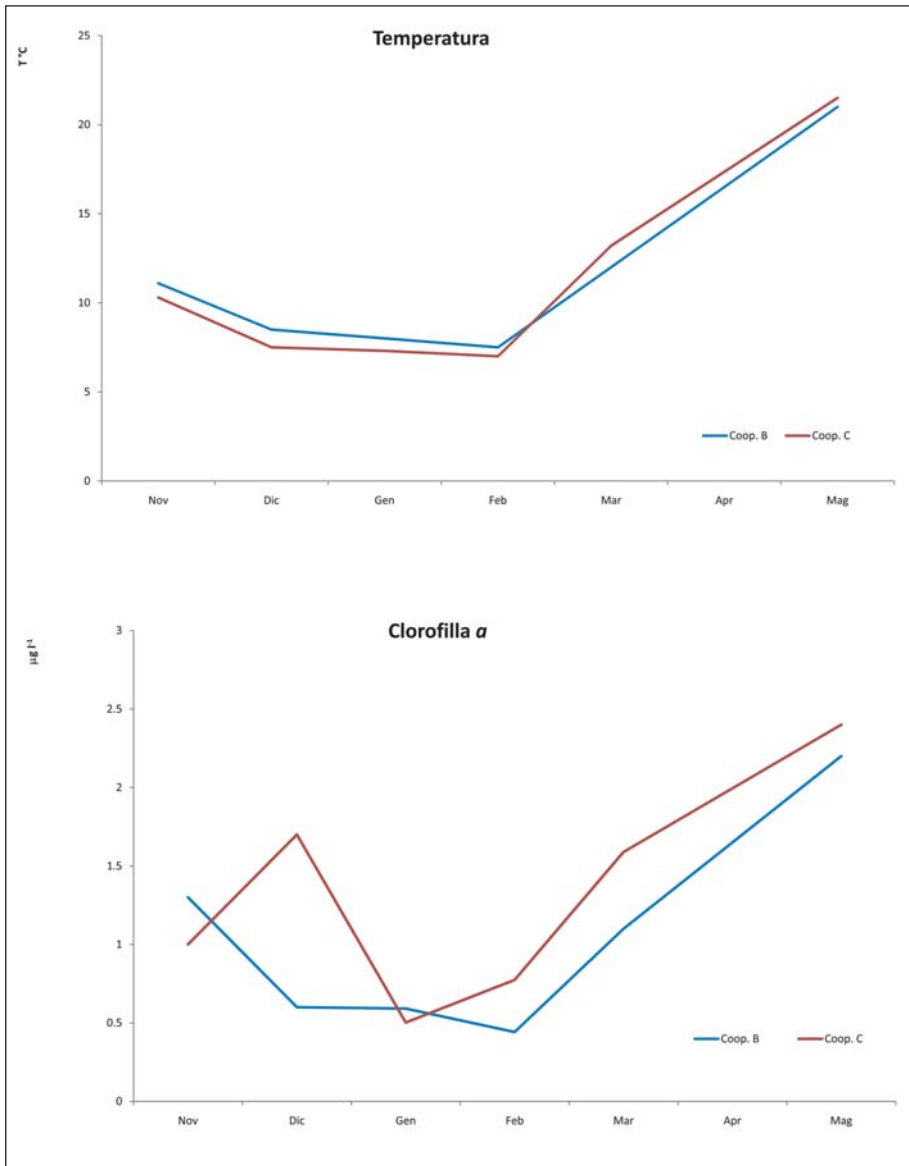 Temperatura
T °C
25
20
15
10
5
0
Coop. B Coop. C
Nov Dic Gen Feb Mar Apr Mag
Clorofilla a
µg l-1
3
2.5
2
1.5
1
0.5
0
Coop. B Coop. C
Nov Dic Gen Feb Mar Apr Mag